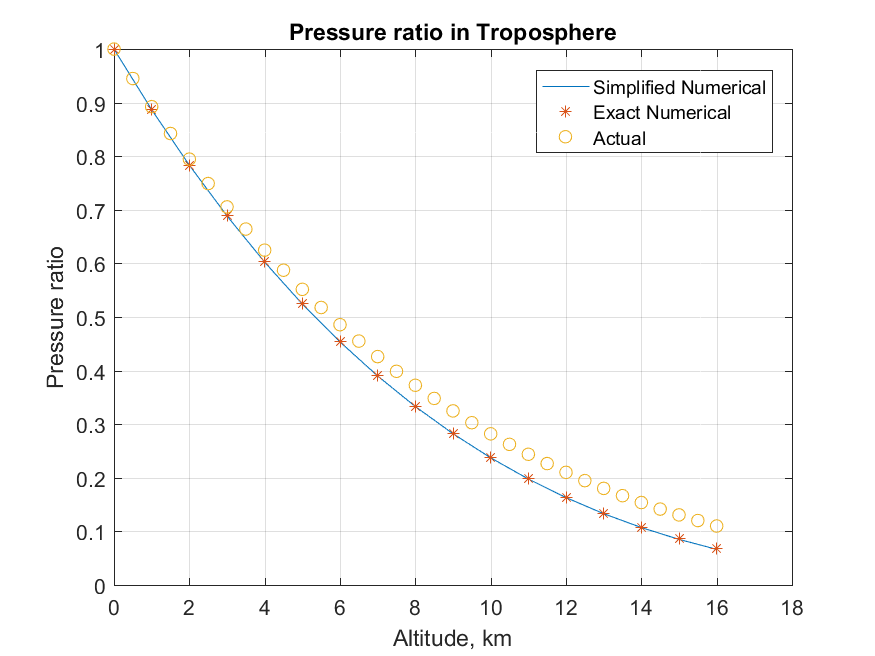 Pressure ratio in Troposphere
Simplified Numerical
Exact Numerical
Actual
Pressure ratio
1
0.9
0.8
0.7
0.6
0.5
0.4
0.3
0.2
0.1
0
0 2 4 6 8 10 12 14 16 18
Altitude, km